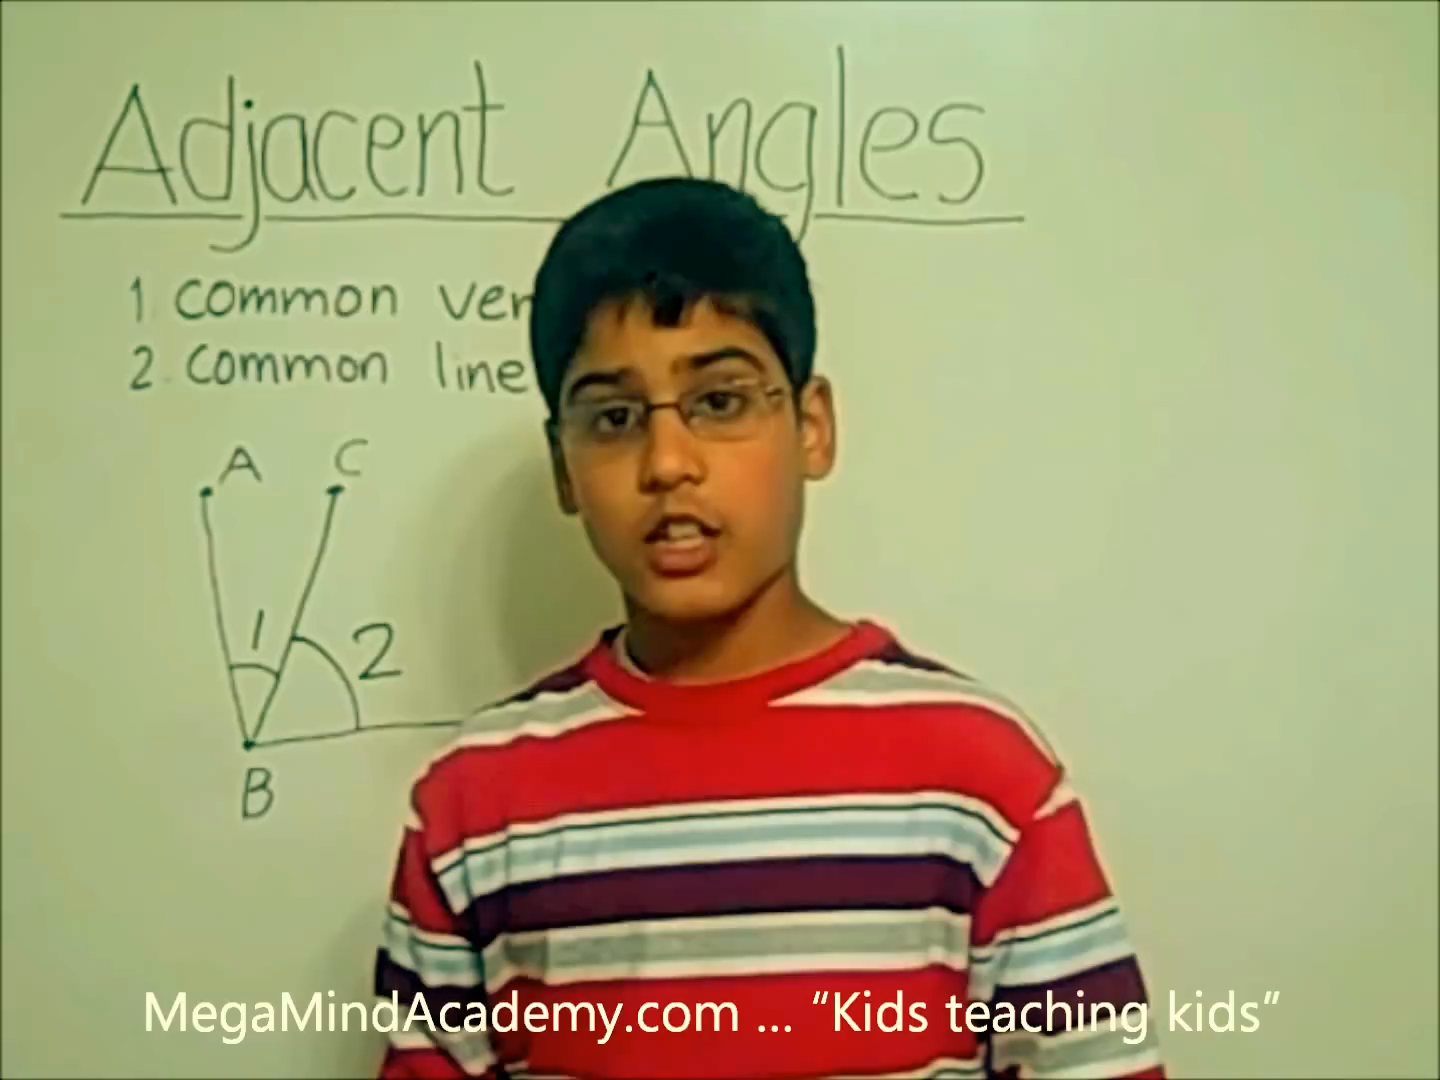 Adjacent Angles
1. common ver
2. common line
A C
1 2
B
MegaMindAcademy.com ... “Kids teaching kids”